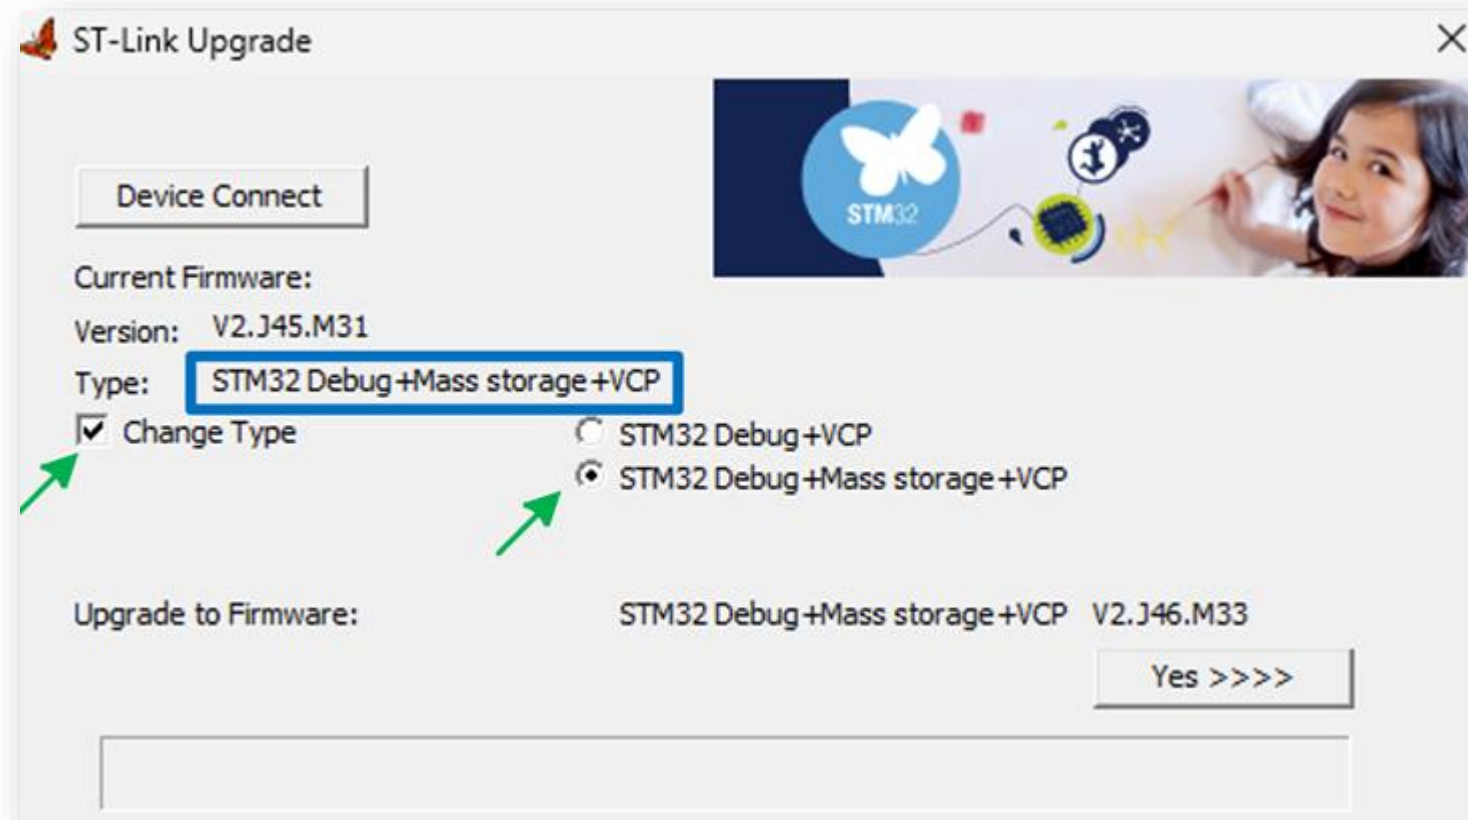 ST-Link Upgrade
STM32
Device Connect
Current Firmware:
Version: V2.J45.M31
Type: STM32 Debug+Mass storage+VCP
Change Type
STM32 Debug+VCP
STM32 Debug+Mass storage+VCP
Upgrade to Firmware: STM32 Debug+Mass storage+VCP V2.J46.M33
Yes >>>>